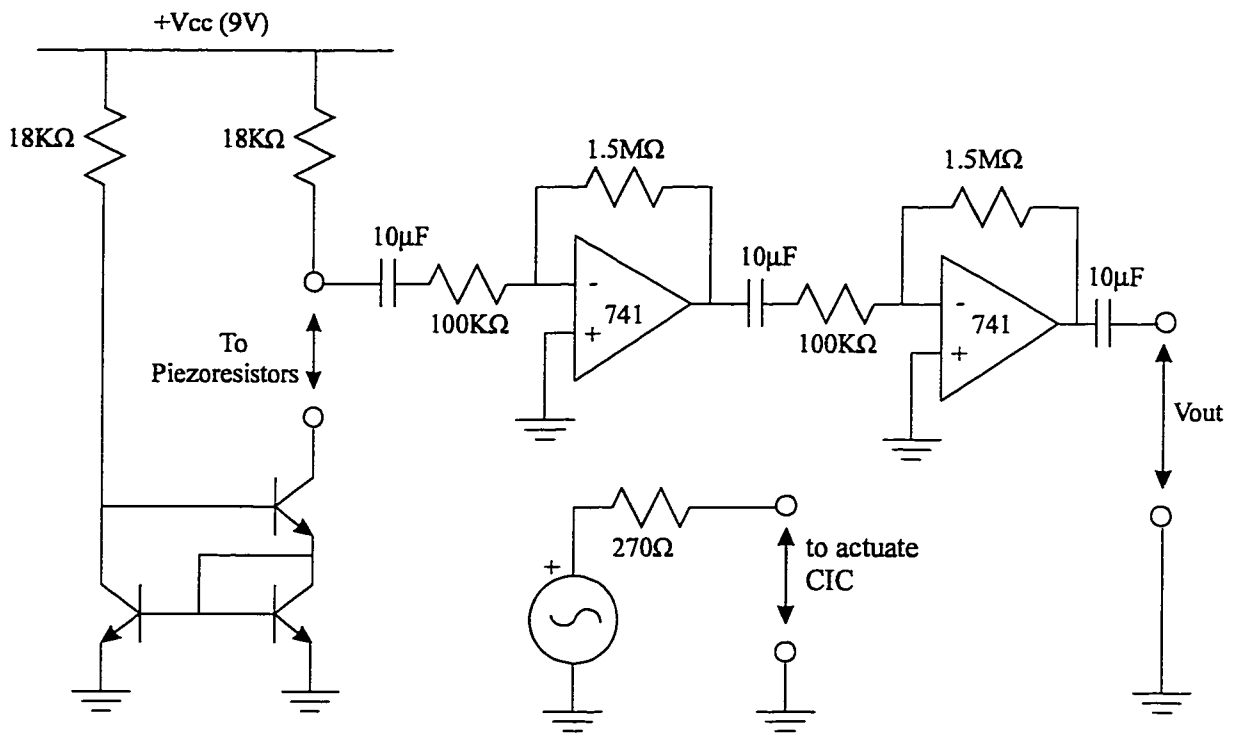 +Vcc (9V)
18KΩ
18KΩ
1.5MΩ
1.5MΩ
10μF
10μF
10μF
-
741
+
-
741
+
100KΩ
100KΩ
To
Piezoresistors
Vout
270Ω
+
to actuate
CIC